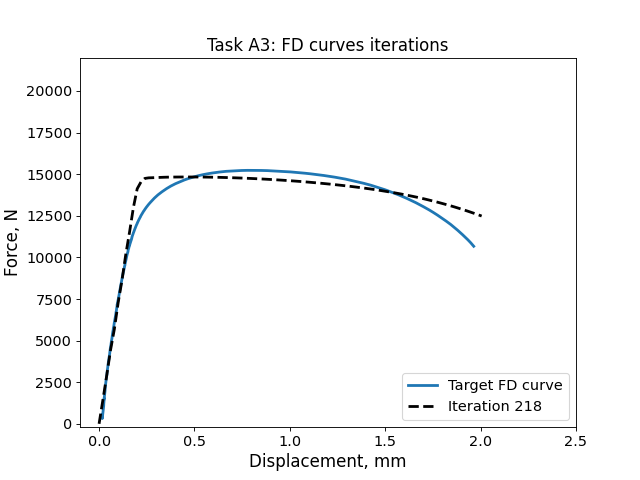 Task A3: FD curves iterations
Force, N
20000
17500
15000
12500
10000
7500
5000
2500
0
0.0 0.5 1.0 1.5 2.0 2.5
Displacement, mm
Target FD curve
Iteration 218